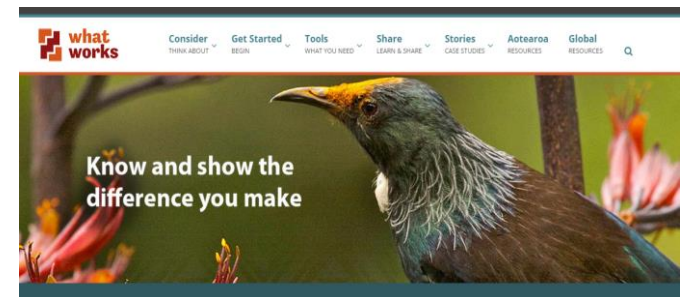 what
works
Consider
THINK ABOUT
Get Started
BEGIN
Tools
WHAT YOU NEED
Share
LEARN & SHARE
Stories
CASE STUDIES
Aotearoa
RESOURCES
Global
RESOURCES
Know and show the
difference you make